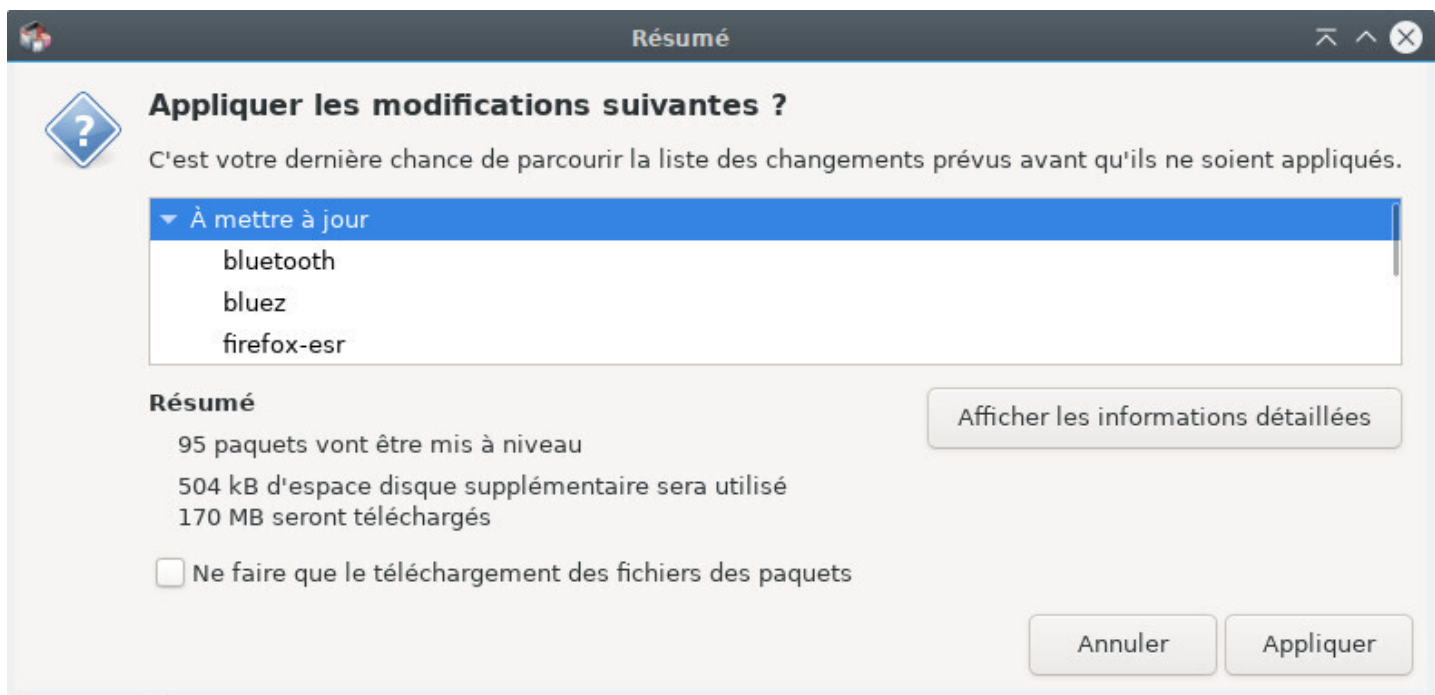 Résumé
Appliquer les modifications suivantes ?
C'est votre dernière chance de parcourir la liste des changements prévus avant qu'ils ne soient appliqués.
À mettre à jour
bluetooth
bluez
firefox-esr
Résumé
Afficher les informations détaillées
95 paquets vont être mis à niveau
504 kB d'espace disque supplémentaire sera utilisé
170 MB seront téléchargés
Ne faire que le téléchargement des fichiers des paquets
Annuler
Appliquer